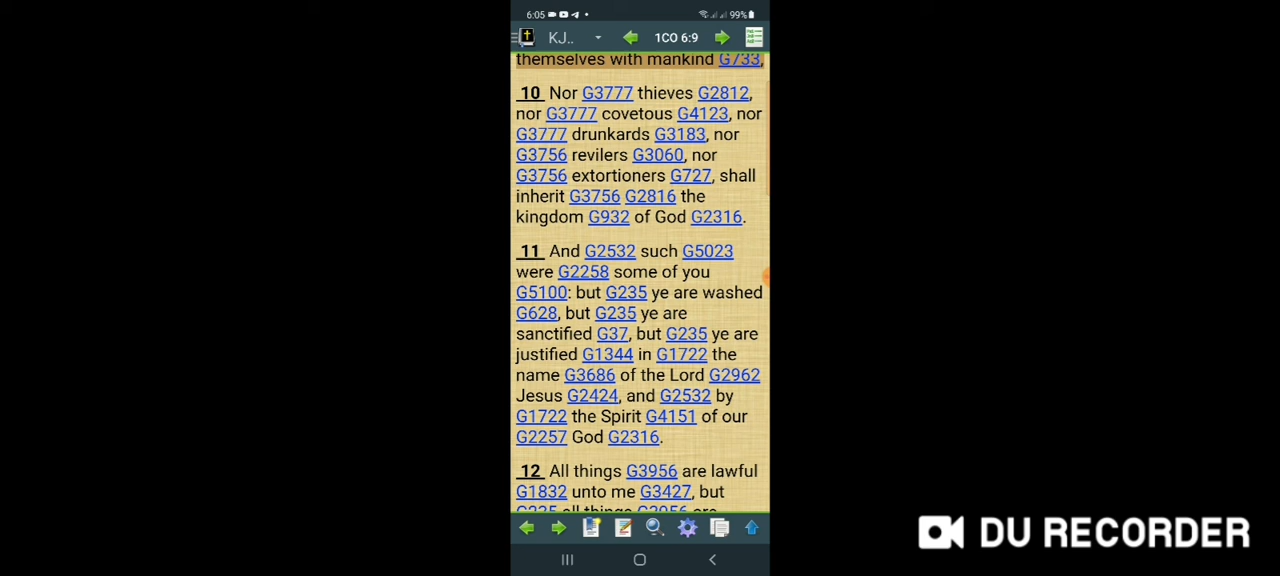 6:05 99%
KJ.. 1CO 6:9
themselves with mankind G733,
10 Nor G3777 thieves G2812,
nor G3777 covetous G4123, nor
G3777 drunkards G3183, nor
G3756 revilers G3060, nor
G3756 extortioners G727, shall
inherit G3756 G2816 the
kingdom G932 of God G2316.
11 And G2532 such G5023
were G2258 some of you
G5100: but G235 ye are washed
G628, but G235 ye are
sanctified G37, but G235 ye are
justified G1344 in G1722 the
name G3686 of the Lord G2962
Jesus G2424, and G2532 by
G1722 the Spirit G4151 of our
G2257 God G2316.
12 All things G3956 are lawful
G1832 unto me G3427, but
G235 all things G3956 are
DU RECORDER